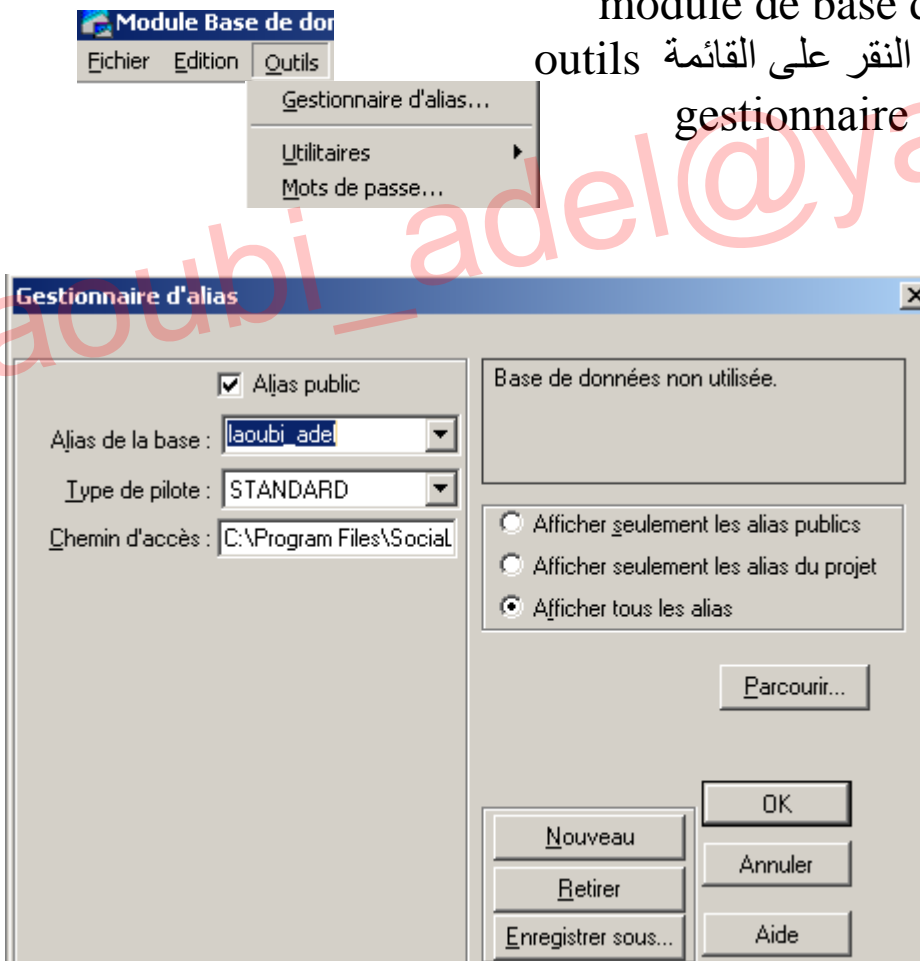 module de base d
النقر على القائمة outils
gestionnaire
Module Base de don
Fichier Edition Outils
Gestionnaire d'alias...
Utilitaires
Mots de passe...
aoubi_adel@ya
Gestionnaire d'alias
Alias public
Alias de la base : laoubi_adel
Type de pilote : STANDARD
Chemin d'accès : C:\Program Files\SociaL
Base de données non utilisée.
Afficher seulement les alias publics
Afficher seulement les alias du projet
Afficher tous les alias
Parcourir...
OK
Nouveau
Annuler
Retirer
Enregistrer sous...
Aide